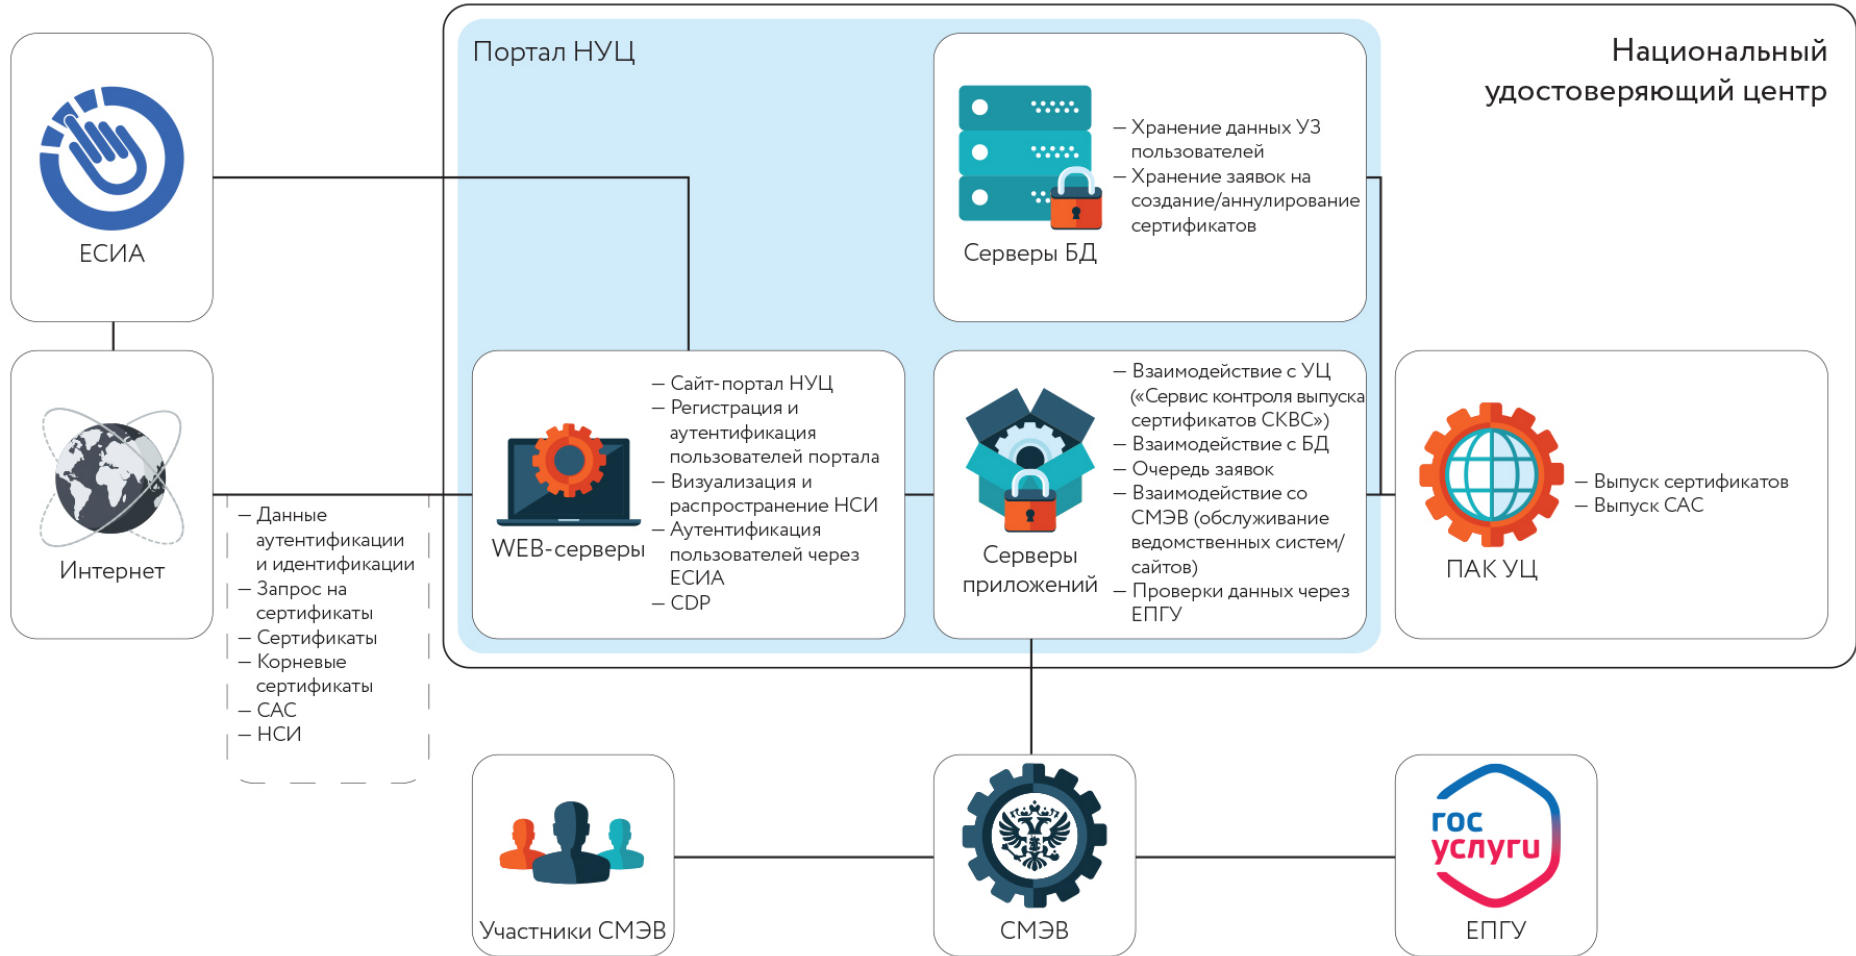 Портал НУЦ
Национальный
удостоверяющий центр
ЕСИА
— Хранение данных УЗ
пользователей
— Хранение заявок на
создание/аннулирование
сертификатов
Серверы БД
Интернет
— Данные
аутентификации
и идентификации
— Запрос на
сертификаты
— Сертификаты
— Корневые
сертификаты
— САС
— НСИ
WEB-серверы
— Сайт-портал НУЦ
— Регистрация и
аутентификация
пользователей портала
— Визуализация и
распространение НСИ
— Аутентификация
пользователей через
ЕСИА
— CDP
Серверы
приложений
— Взаимодействие с УЦ
(«Сервис контроля выпуска
сертификатов СКВС»)
— Взаимодействие с БД
— Очередь заявок
— Взаимодействие со
СМЭВ (обслуживание
ведомственных систем/
сайтов)
— Проверки данных через
ЕПГУ
ПАК УЦ
— Выпуск сертификатов
— Выпуск САС
Участники СМЭВ
СМЭВ
гос
услуги
ЕПГУ